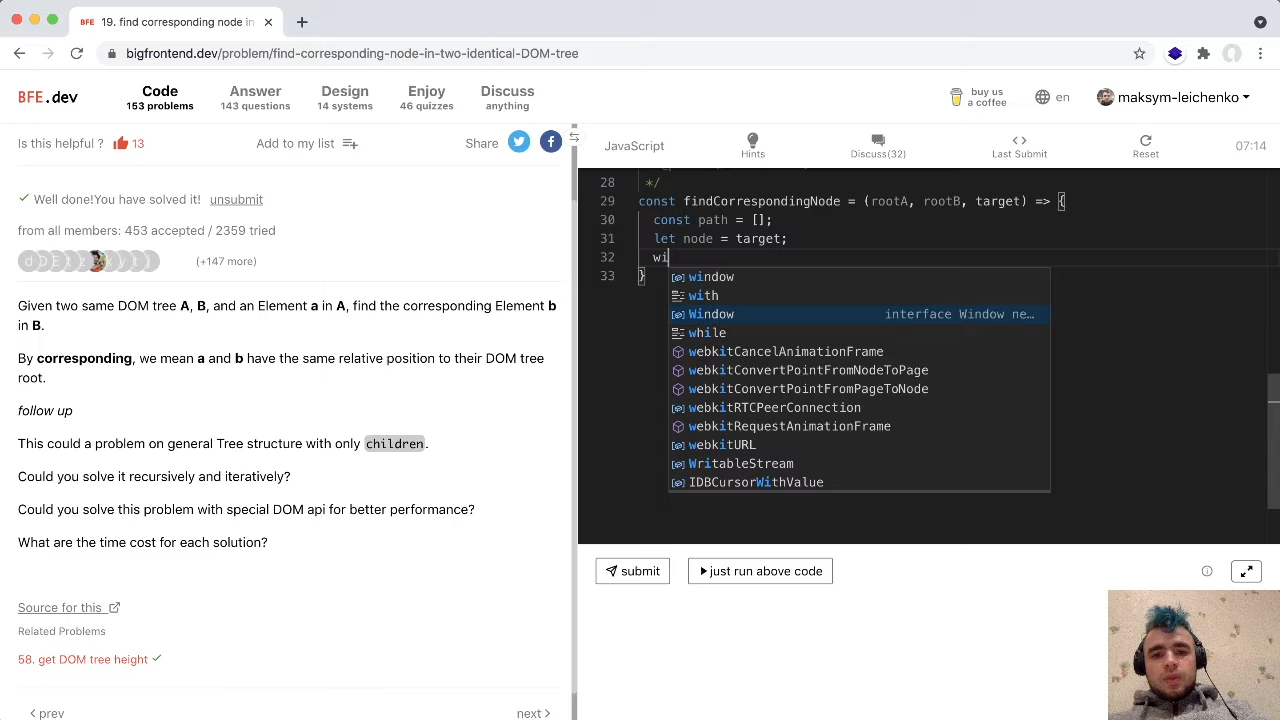 BFE 19. find corresponding node in
bigfrontend.dev/problem/find-corresponding-node-in-two-identical-DOM-tree
BFE.dev
Code
153 problems
Answer
143 questions
Design
14 systems
Enjoy
46 quizzes
Discuss
anything
buy us
a coffee
en
maksym-leichenko
Is this helpful ? 13
Add to my list
Share
Well done!You have solved it! unsubmit
from all members: 453 accepted / 2359 tried
(+147 more)
Given two same DOM tree A, B, and an Element a in A, find the corresponding Element b
in B.
By corresponding, we mean a and b have the same relative position to their DOM tree
root.
follow up
This could a problem on general Tree structure with only children.
Could you solve it recursively and iteratively?
Could you solve this problem with special DOM api for better performance?
What are the time cost for each solution?
Source for this
Related Problems
58. get DOM tree height
prev
next
JavaScript
Hints
Discuss(32)
Last Submit
Reset
07:14
28 */
29 const findCorrespondingNode = (rootA, rootB, target) => {
30 const path = [];
31 let node = target;
32 wi
33 }
window
with
Window interface Window ne…
while
webkitCancelAnimationFrame
webkitConvertPointFromNodeToPage
webkitConvertPointFromPageToNode
webkitRTCPeerConnection
webkitRequestAnimationFrame
webkitURL
WritableStream
IDBCursorWithValue
submit
just run above code